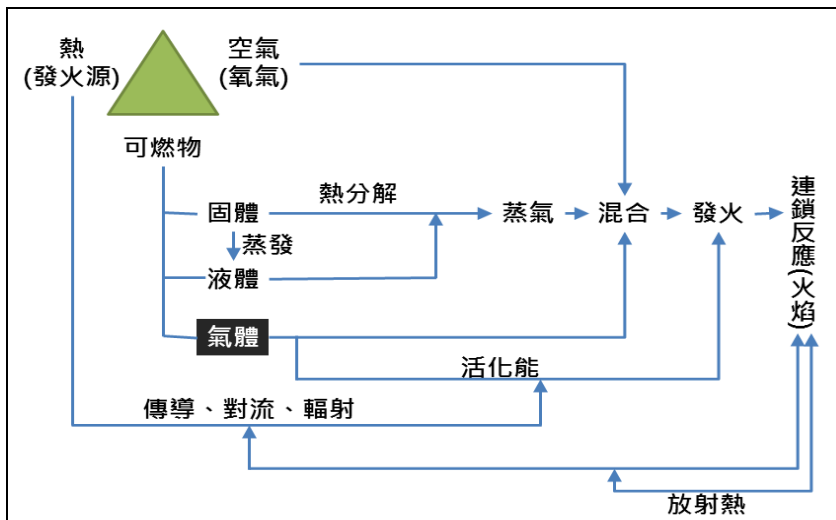 熱
(發火源)
空氣
(氧氣)
可燃物
固體
熱分解
蒸氣
混合
發火
連鎖反應(火焰)
蒸發
液體
氣體
活化能
傳導、對流、輻射
放射熱